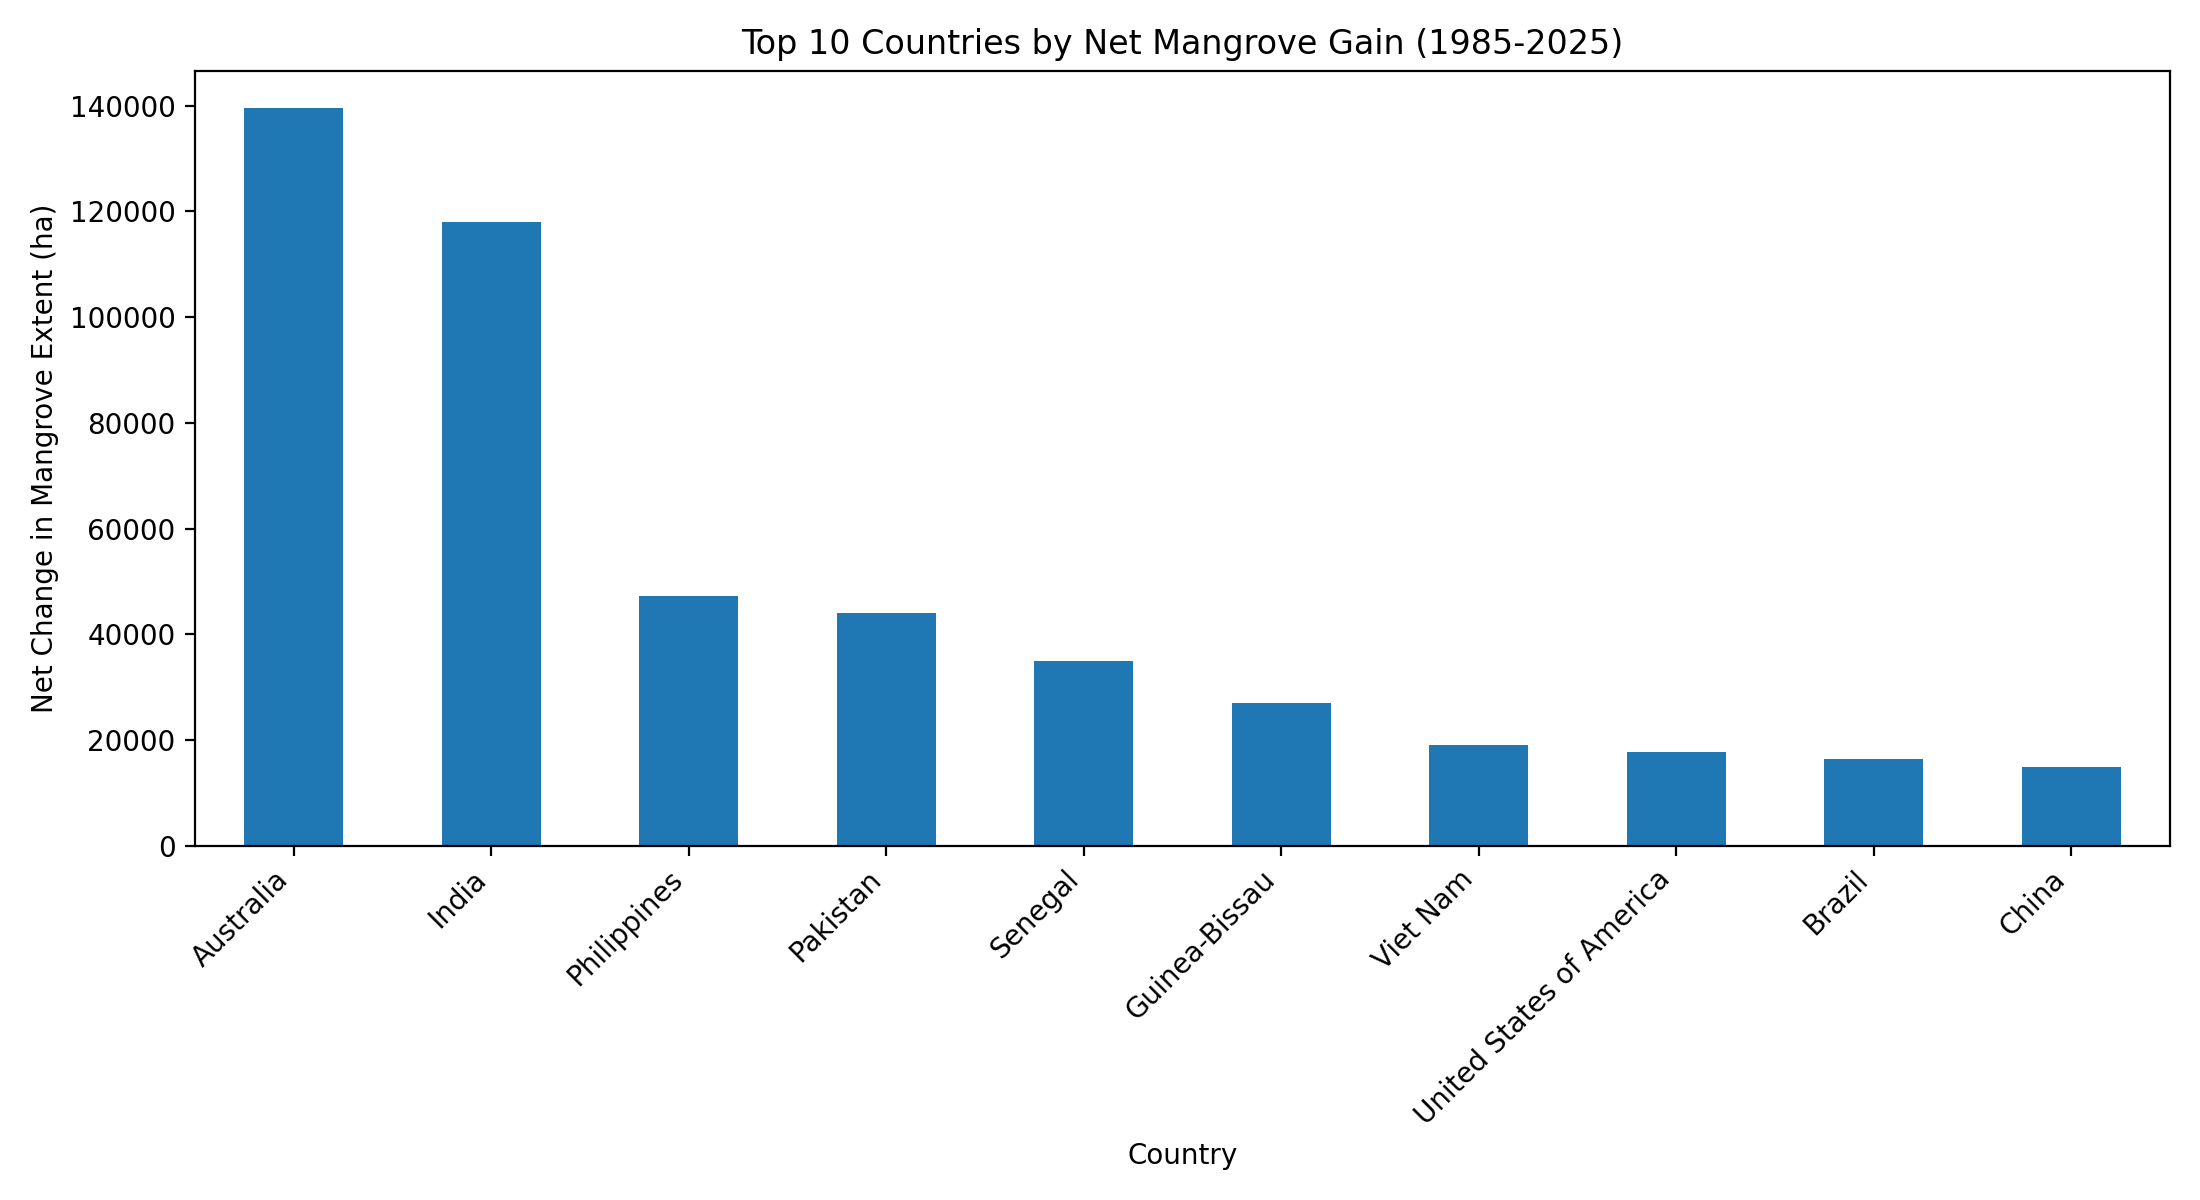 Top 10 Countries by Net Mangrove Gain (1985-2025)
Net Change in Mangrove Extent (ha)
140000
120000
100000
80000
60000
40000
20000
0
Australia
India
Philippines
Pakistan
Senegal
Guinea-Bissau
Viet Nam
United States of America
Brazil
China
Country